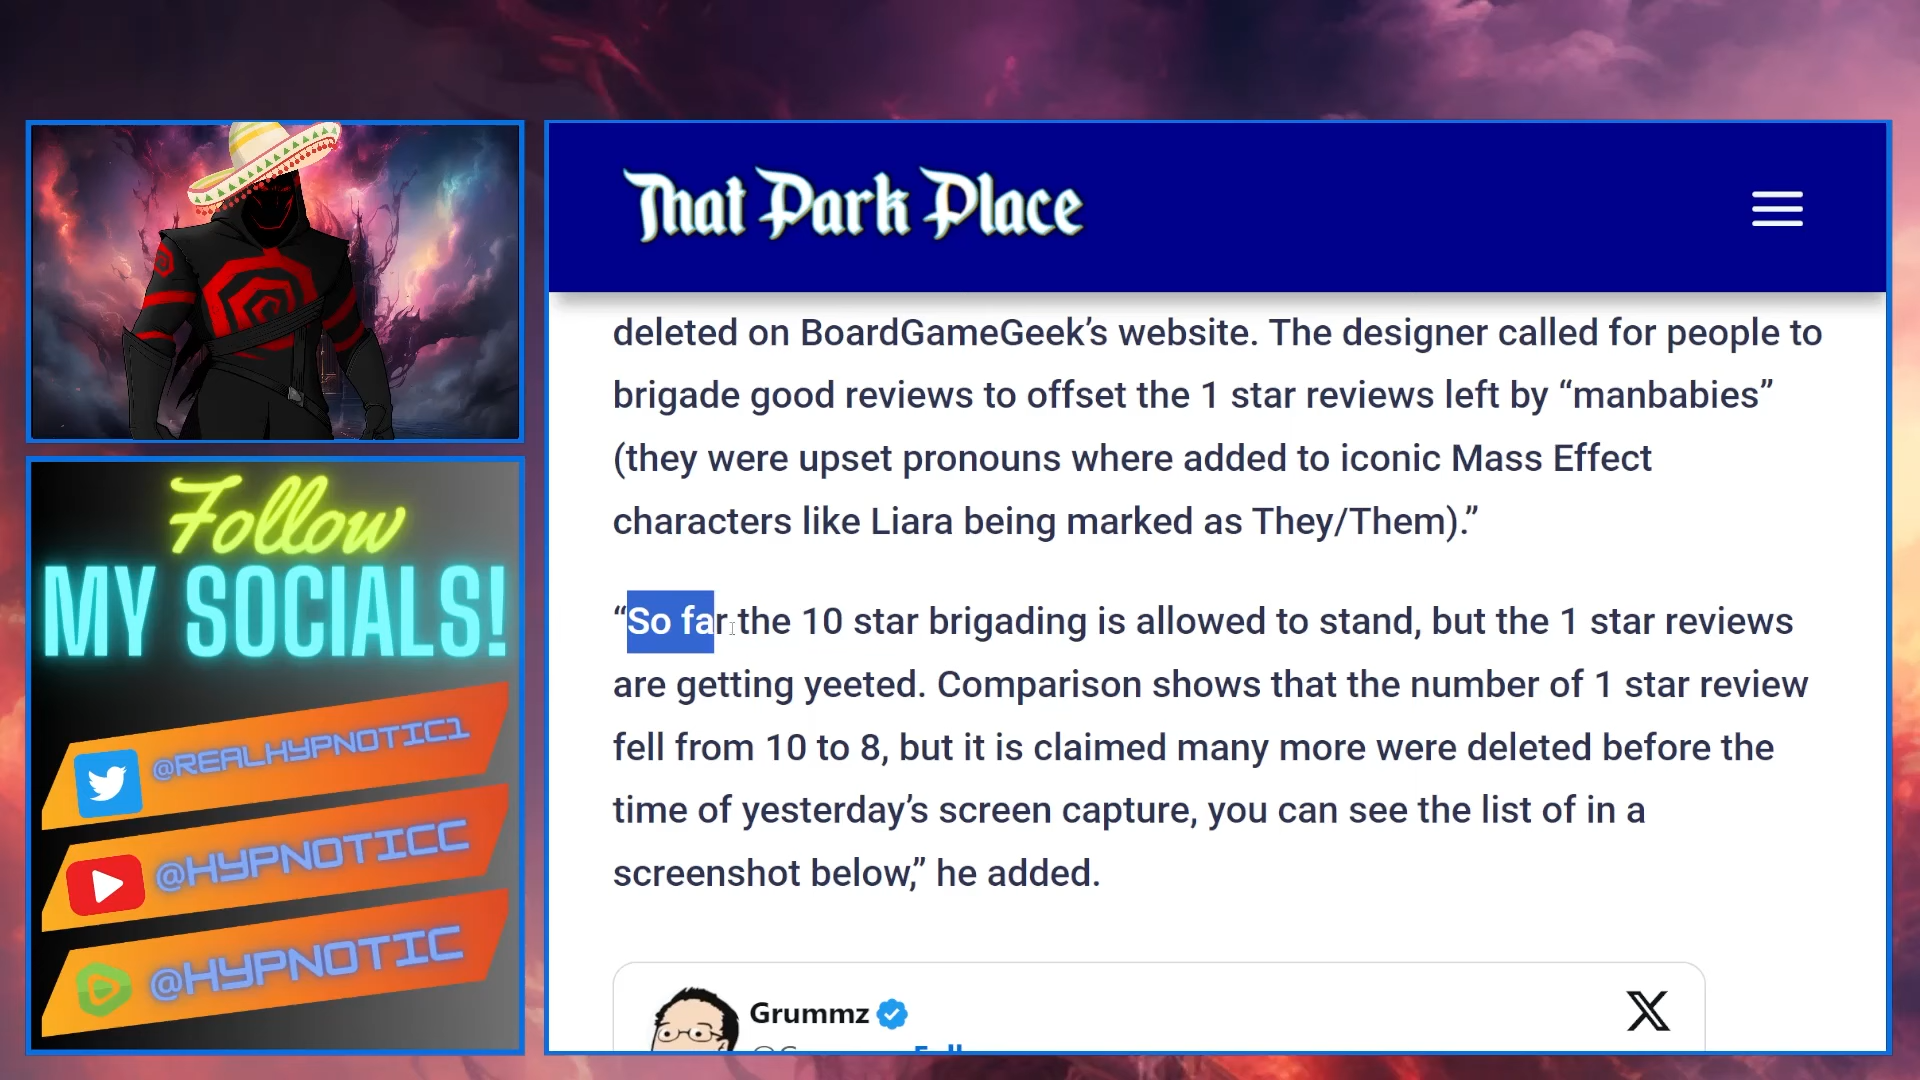 That Park Place
deleted on BoardGameGeek’s website. The designer called for people to
brigade good reviews to offset the 1 star reviews left by “manbabies”
(they were upset pronouns where added to iconic Mass Effect
characters like Liara being marked as They/Them).”
“So far the 10 star brigading is allowed to stand, but the 1 star reviews
are getting yeeted. Comparison shows that the number of 1 star review
fell from 10 to 8, but it is claimed many more were deleted before the
time of yesterday’s screen capture, you can see the list of in a
screenshot below,” he added.
Grummz
Follow
MY SOCIALS!
@REALHYPNOTIC1
@HYPNOTICC
@HYPNOTIC